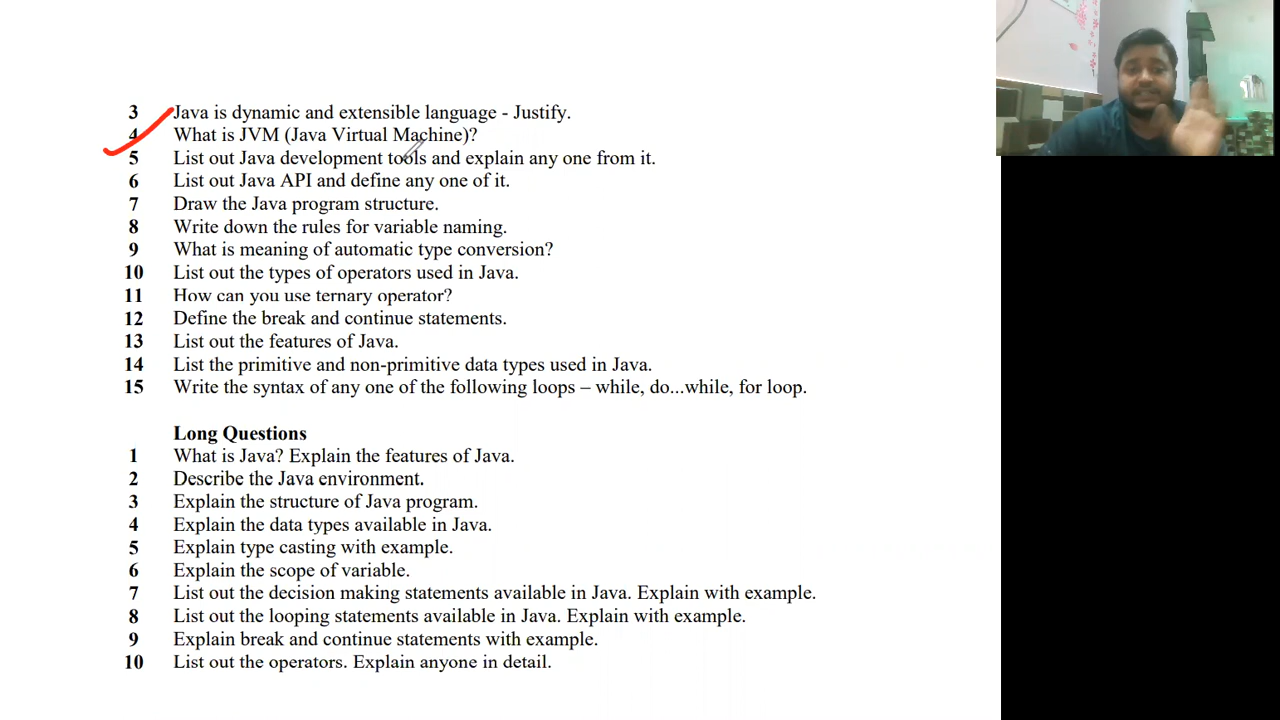 3 Java is dynamic and extensible language - Justify.
4 What is JVM (Java Virtual Machine)?
5 List out Java development tools and explain any one from it.
6 List out Java API and define any one of it.
7 Draw the Java program structure.
8 Write down the rules for variable naming.
9 What is meaning of automatic type conversion?
10 List out the types of operators used in Java.
11 How can you use ternary operator?
12 Define the break and continue statements.
13 List out the features of Java.
14 List the primitive and non-primitive data types used in Java.
15 Write the syntax of any one of the following loops – while, do...while, for loop.
Long Questions
1 What is Java? Explain the features of Java.
2 Describe the Java environment.
3 Explain the structure of Java program.
4 Explain the data types available in Java.
5 Explain type casting with example.
6 Explain the scope of variable.
7 List out the decision making statements available in Java. Explain with example.
8 List out the looping statements available in Java. Explain with example.
9 Explain break and continue statements with example.
10 List out the operators. Explain anyone in detail.